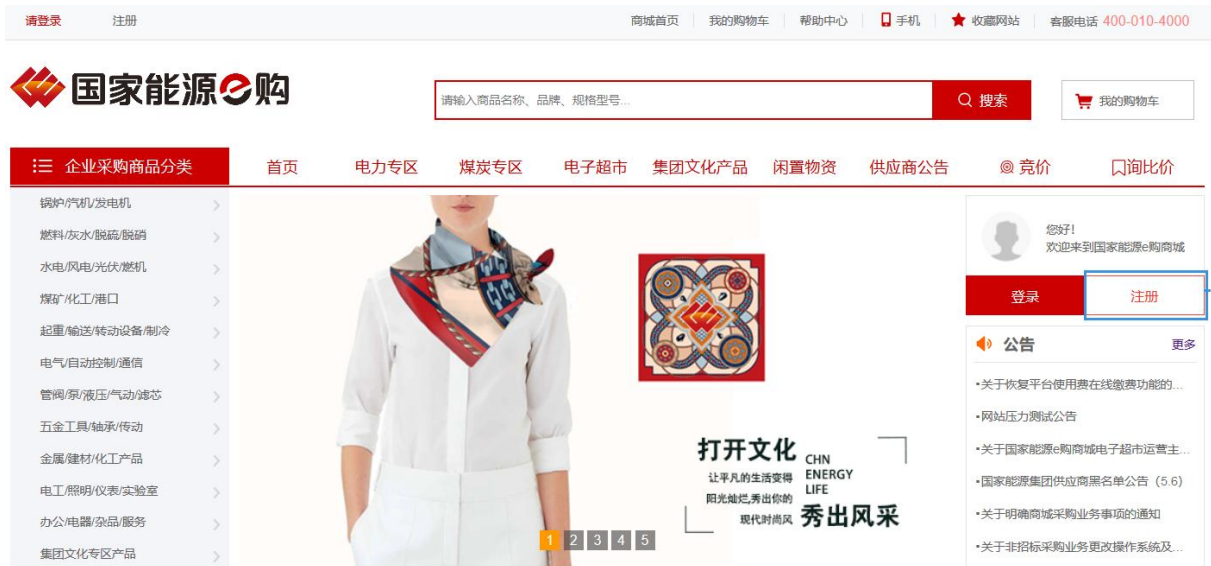 请登录 注册 商城首页 我的购物车 帮助中心 手机 收藏网站 客服电话 400-010-4000
国家能源e购
请输入商品名称、品牌、规格型号...
搜索
我的购物车
企业采购商品分类 首页 电力专区 煤炭专区 电子超市 集团文化产品 闲置物资 供应商公告 竞价 询比价
锅炉/汽机/发电机
燃料/灰水/脱硫/脱硝
水电/风电/光伏/燃机
煤矿/化工/港口
起重/输送/转动设备/制冷
电气/自动控制/通信
管阀/泵/液压/气动/滤芯
五金工具/轴承/传动
金属/建材/化工产品
电工/照明/仪表/实验室
办公/电器/杂品/服务
集团文化专区产品
打开文化
让平凡的生活变得
阳光灿烂,秀出你的
现代时尚风
CHN
ENERGY
LIFE
秀出风采
1 2 3 4 5
您好!
欢迎来到国家能源e购商城
登录 注册
公告 更多
•关于恢复平台使用费在线缴费功能的...
•网站压力测试公告
•关于国家能源e购商城电子超市运营主...
•国家能源集团供应商黑名单公告（5.6）
•关于明确商城采购业务事项的通知
•关于非招标采购业务更改操作系统及...